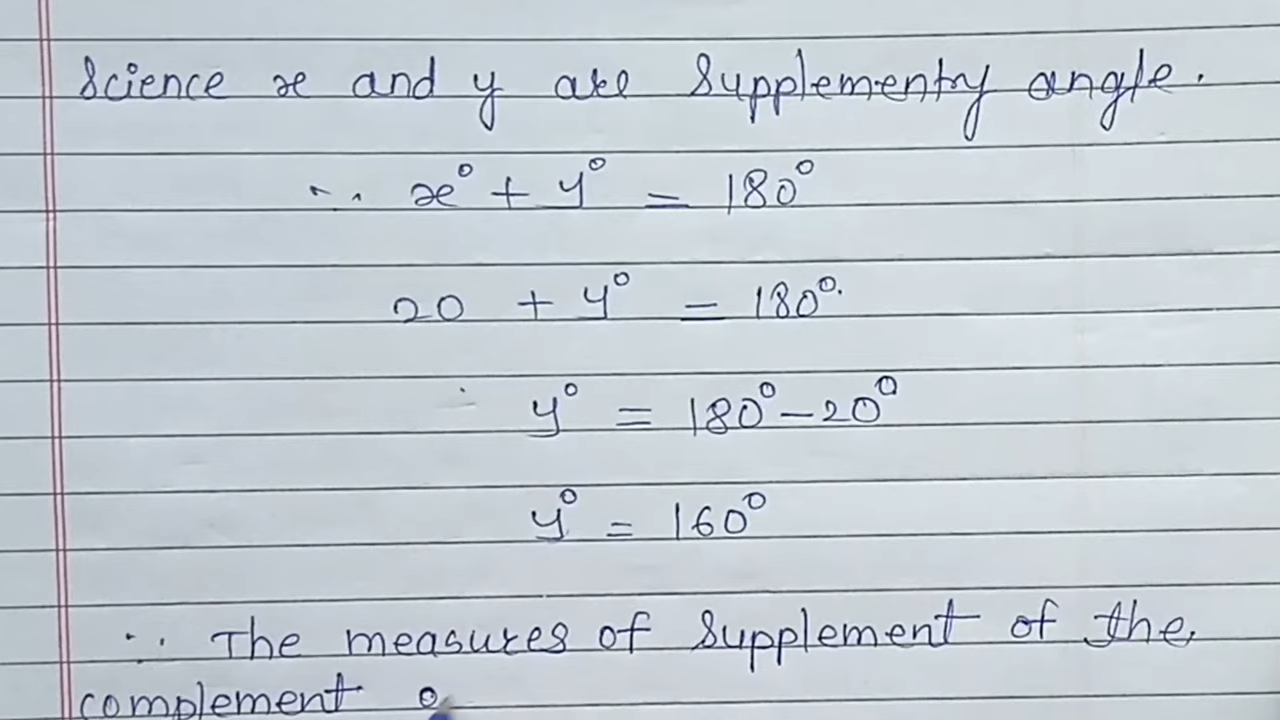 Science x and y are Supplementry angle.
∴ x° + y° = 180°
20 + y° = 180°.
y° = 180° - 20°
y° = 160°
∴ The measures of Supplement of the
complement o